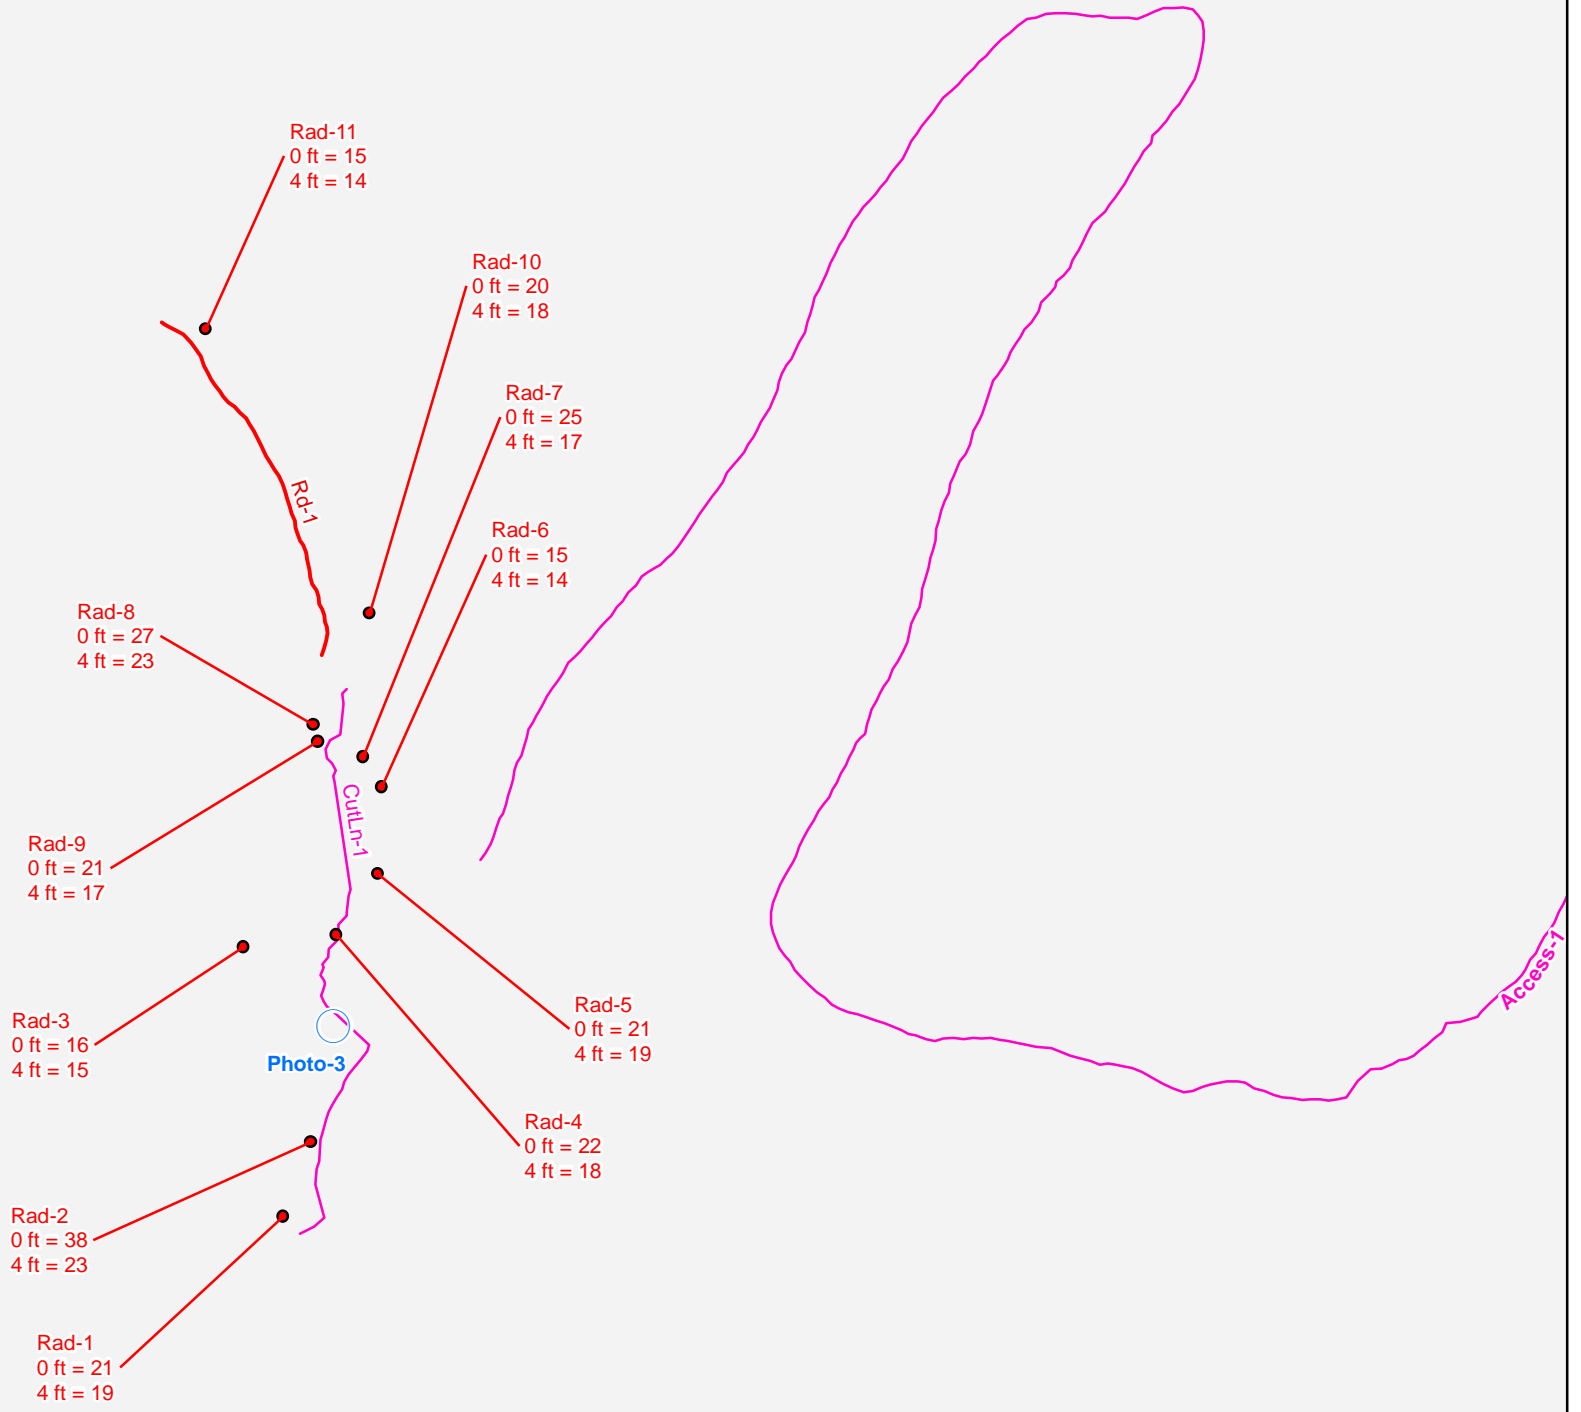 Rad-11
0 ft = 15
4 ft = 14
Rad-10
0 ft = 20
4 ft = 18
Rad-7
0 ft = 25
4 ft = 17
Rd-1
Rad-6
0 ft = 15
4 ft = 14
Rad-8
0 ft = 27
4 ft = 23
CutLn-1
Rad-9
0 ft = 21
4 ft = 17
Access-1
Rad-5
0 ft = 21
4 ft = 19
Rad-3
0 ft = 16
4 ft = 15
Photo-3
Rad-4
0 ft = 22
4 ft = 18
Rad-2
0 ft = 38
4 ft = 23
Rad-1
0 ft = 21
4 ft = 19